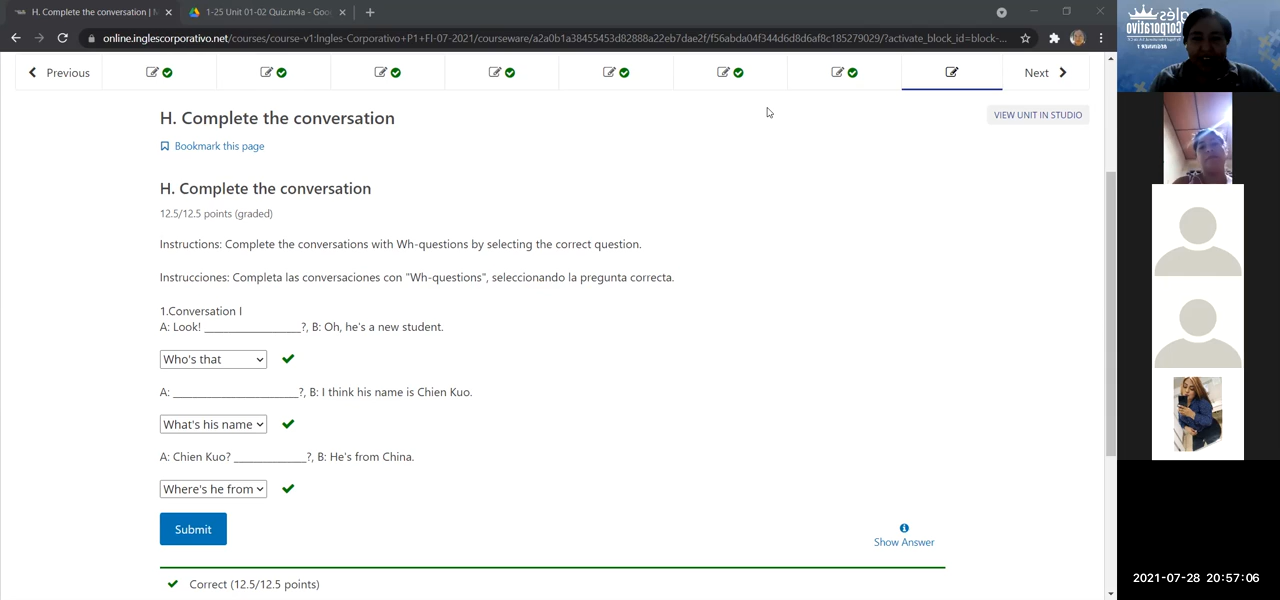 H. Complete the conversation | N
1-25 Unit 01-02 Quiz.m4a - Goo
online.inglescorporativo.net/courses/course-v1:Ingles-Corporativo+P1+FI-07-2021/courseware/a2a0b1a38455453d82888a22eb7dae2f/f56abda04f344d6d8d6af8c185279029/?activate_block_id=block-...
Previous
Next
H. Complete the conversation
VIEW UNIT IN STUDIO
Bookmark this page
H. Complete the conversation
12.5/12.5 points (graded)
Instructions: Complete the conversations with Wh-questions by selecting the correct question.
Instrucciones: Completa las conversaciones con "Wh-questions", seleccionando la pregunta correcta.
1.Conversation I
A: Look! ___________________?, B: Oh, he's a new student.
Who's that
A: _________________________?, B: I think his name is Chien Kuo.
What's his name
A: Chien Kuo? ______________?, B: He's from China.
Where's he from
Submit
Show Answer
Correct (12.5/12.5 points)
2021-07-28 20:57:06